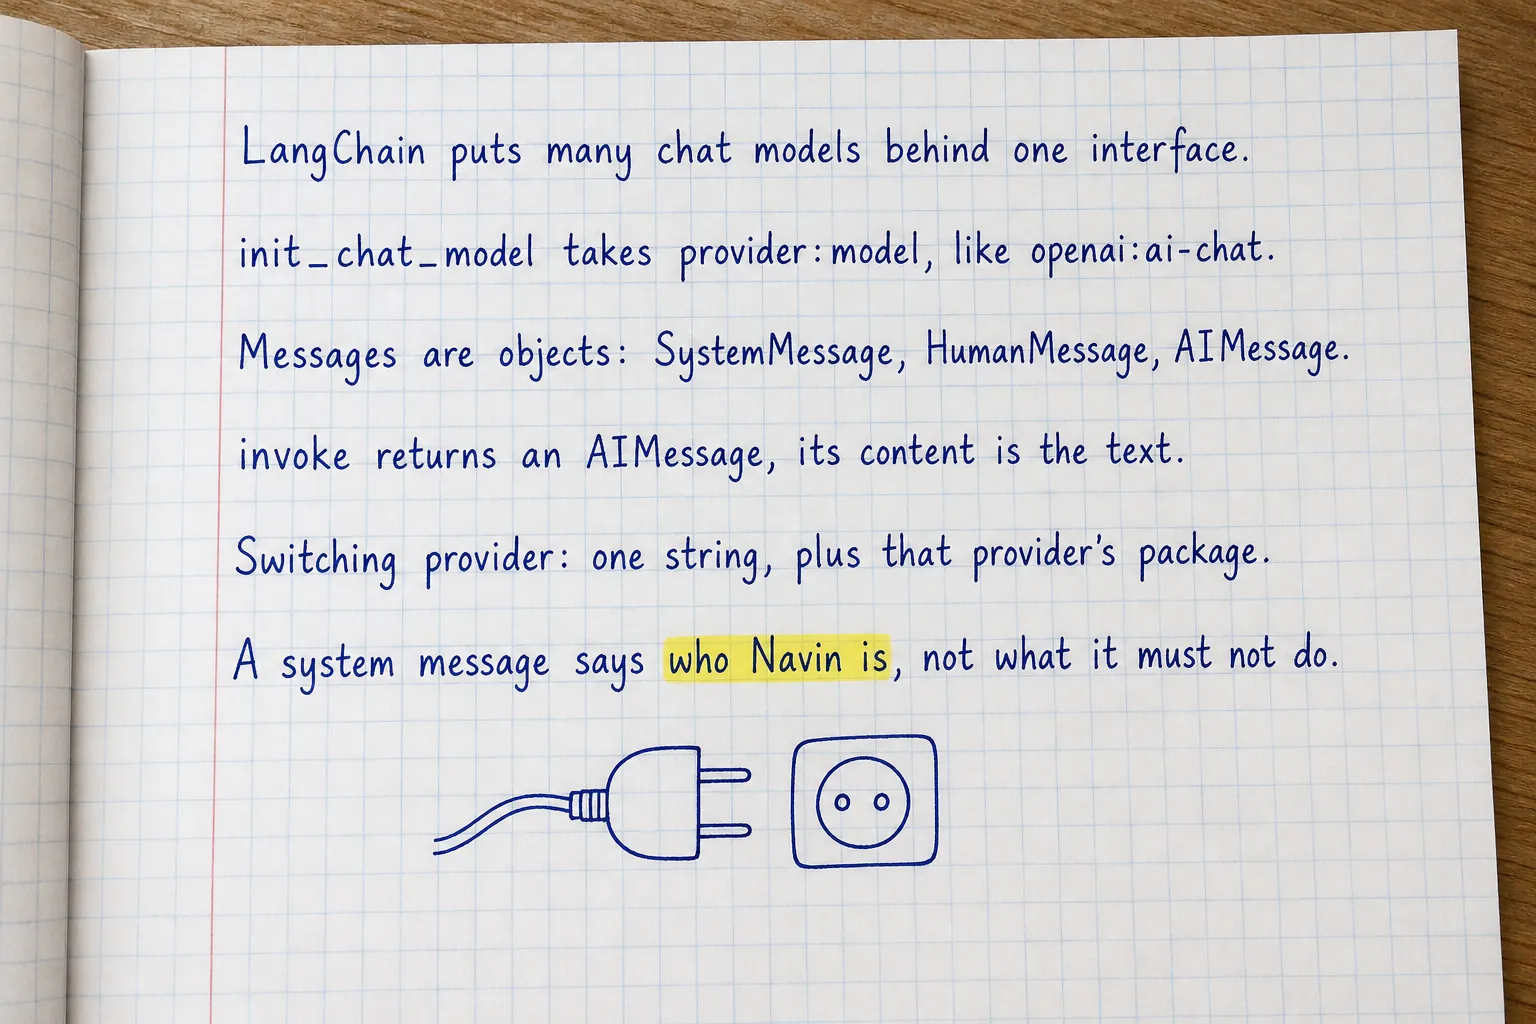 LangChain puts many chat models behind one interface.
init_chat_model takes provider:model, like openai:ai-chat.
Messages are objects: SystemMessage, HumanMessage, AIMessage.
invoke returns an AIMessage, its content is the text.
Switching provider: one string, plus that provider's package.
A system message says who Navin is, not what it must not do.